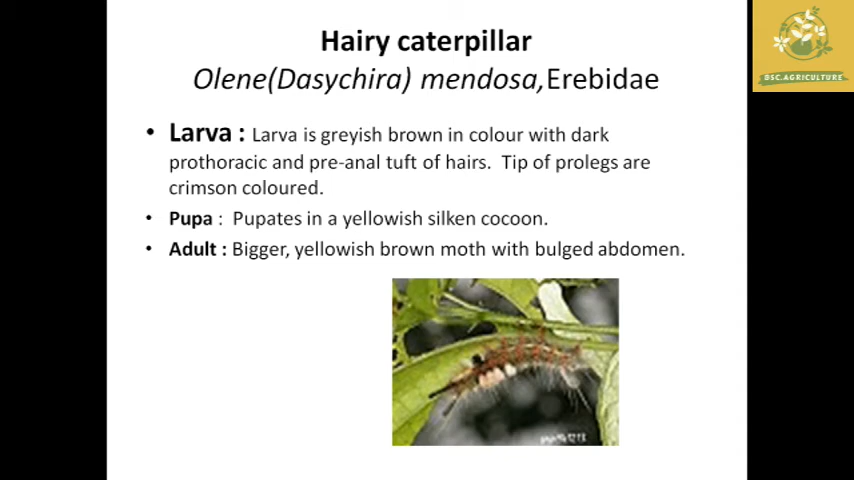 Hairy caterpillar
Olene(Dasychira) mendosa,Erebidae
BSC.AGRICULTURE
• Larva : Larva is greyish brown in colour with dark
prothoracic and pre-anal tuft of hairs. Tip of prolegs are
crimson coloured.
• Pupa : Pupates in a yellowish silken cocoon.
• Adult : Bigger, yellowish brown moth with bulged abdomen.